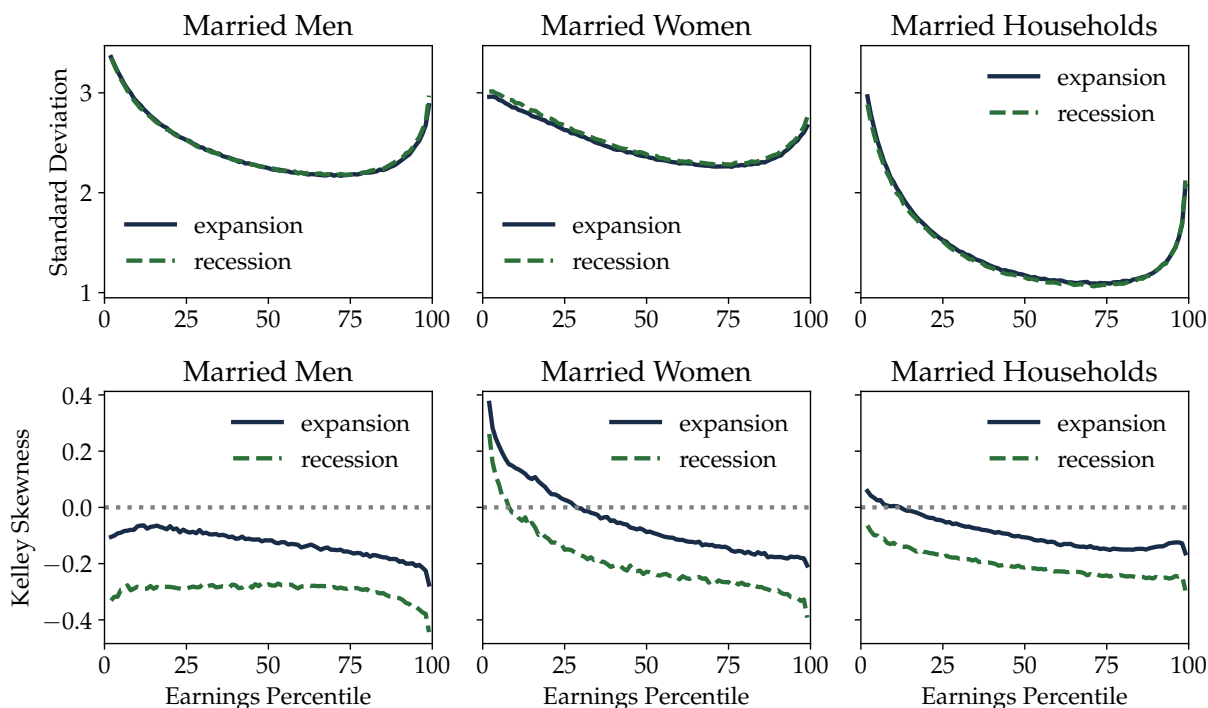 Married Men
Married Women
Married Households
Standard Deviation
3
2
1
expansion
recession
expansion
recession
expansion
recession
0 25 50 75 100
0 25 50 75 100
0 25 50 75 100
Married Men
Married Women
Married Households
Kelley Skewness
0.4
0.2
0.0
−0.2
−0.4
expansion
recession
expansion
recession
expansion
recession
0 25 50 75 100
0 25 50 75 100
0 25 50 75 100
Earnings Percentile
Earnings Percentile
Earnings Percentile